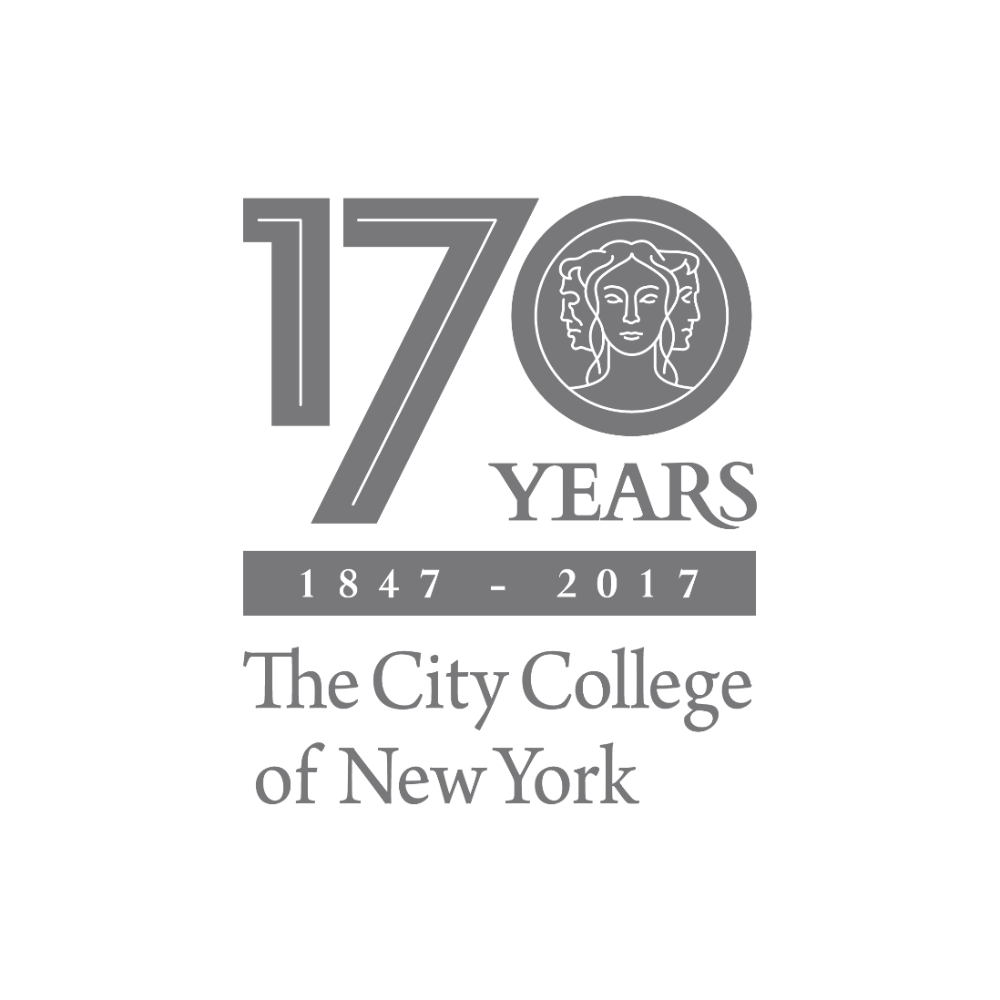 170
YEARS
1847 - 2017
The City College
of New York